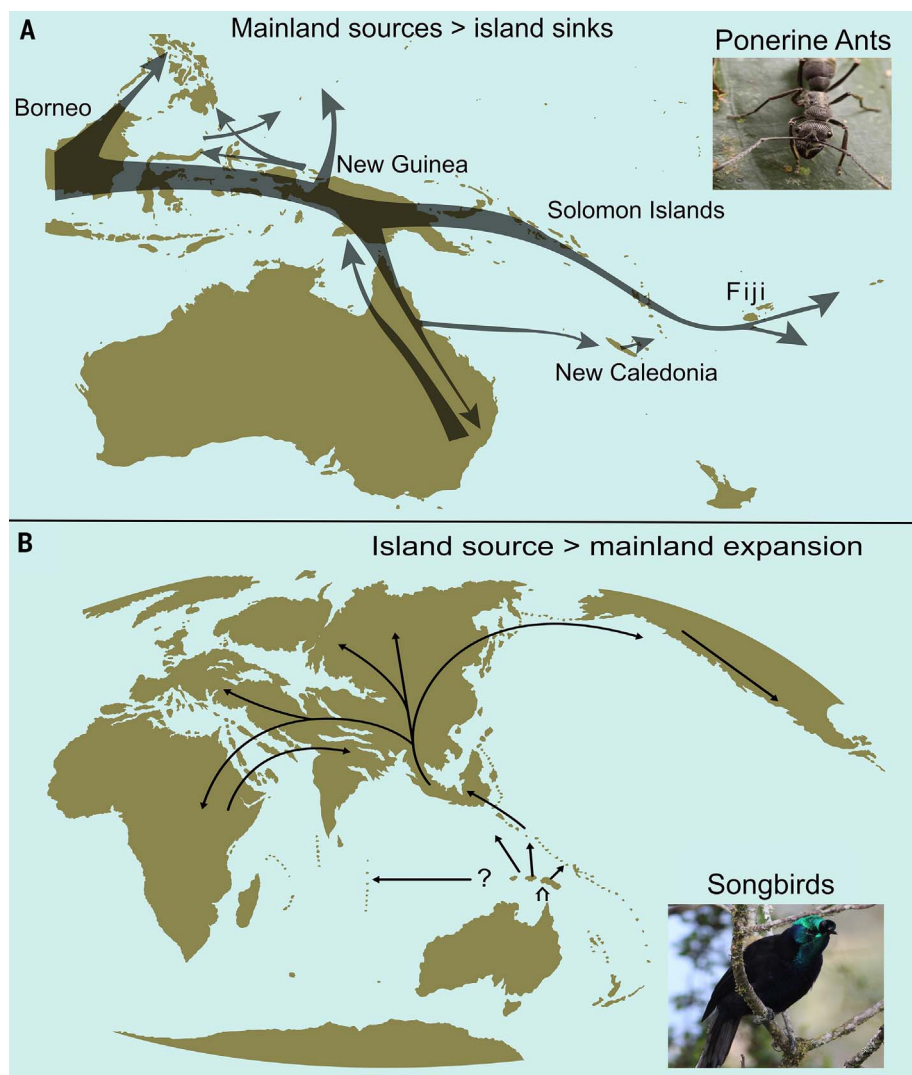 A
Mainland sources > island sinks
Ponerine Ants
Borneo
New Guinea
Solomon Islands
Fiji
New Caledonia
B
Island source > mainland expansion
?
Songbirds